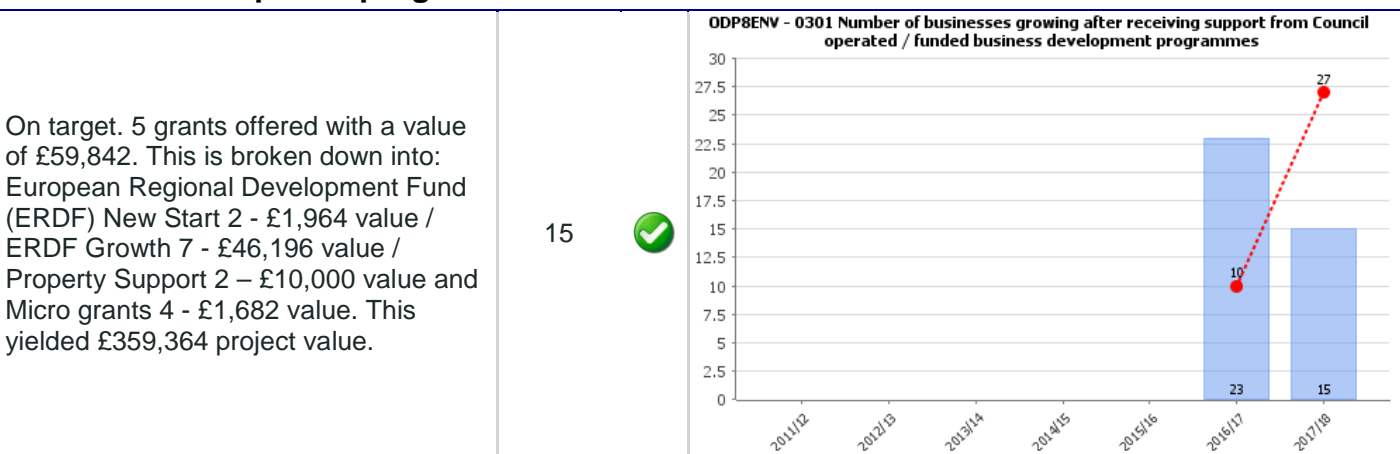 On target. 5 grants offered with a value
of £59,842. This is broken down into:
European Regional Development Fund
(ERDF) New Start 2 - £1,964 value /
ERDF Growth 7 - £46,196 value /
Property Support 2 – £10,000 value and
Micro grants 4 - £1,682 value. This
yielded £359,364 project value.
15
ODP8ENV - 0301 Number of businesses growing after receiving support from Council
operated / funded business development programmes
30
27.5
25
22.5
20
17.5
15
12.5
10
7.5
5
2.5
0
27
10
23
15
2011/12
2012/13
2013/14
2014/15
2015/16
2016/17
2017/18